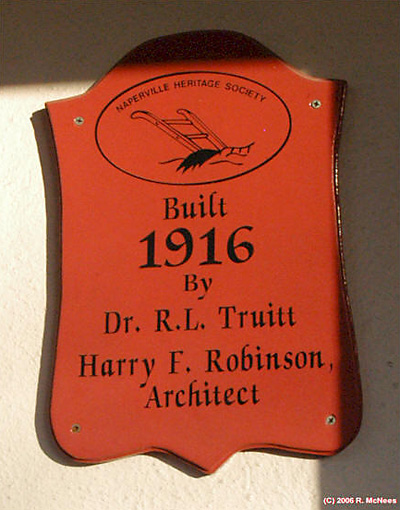 NAPERVILLE HERITAGE SOCIETY
Built
1916
By
Dr. R.L. Truitt
Harry F. Robinson,
Architect
(C) 2006 R. McNees